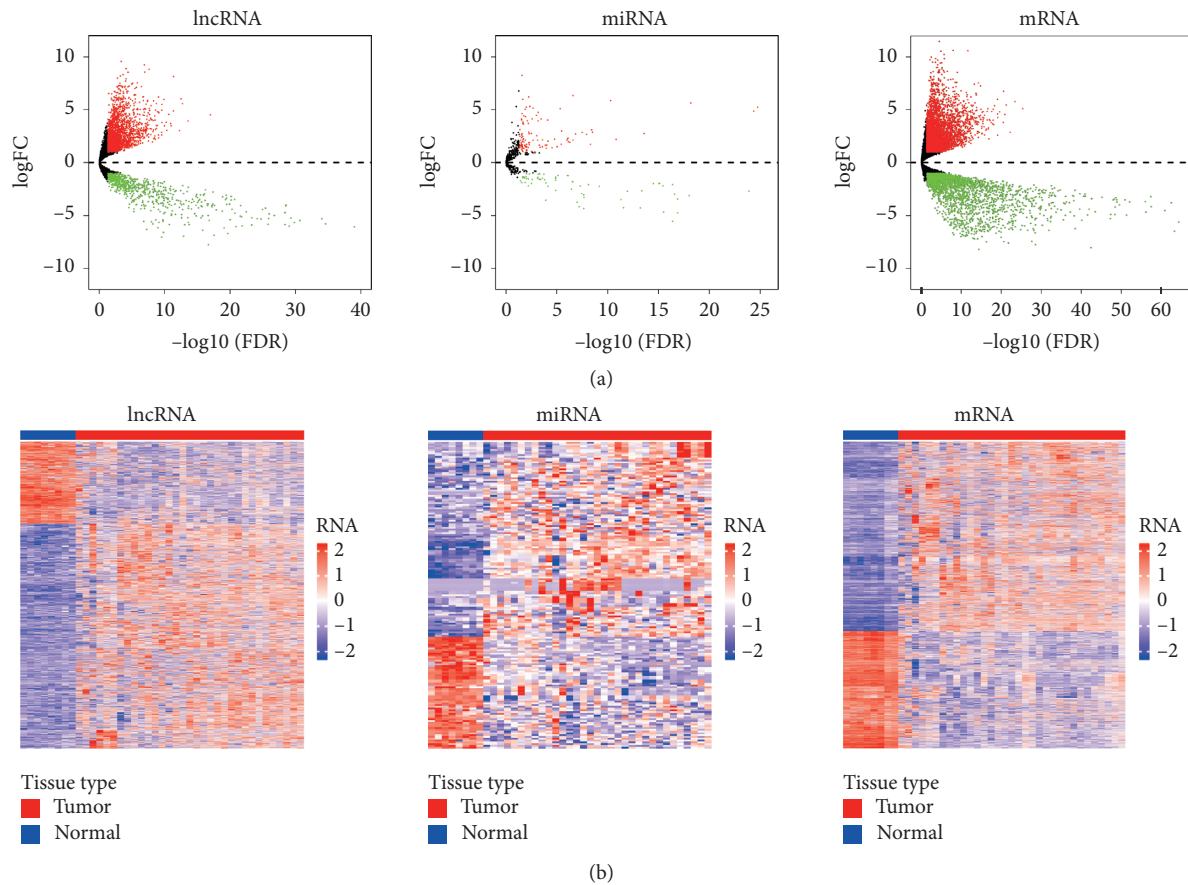 lncRNA
miRNA
mRNA
logFC
10
5
0
–5
–10
0
10
20
30
40
–log10 (FDR)
logFC
10
5
0
–5
–10
0
5
10
15
20
25
–log10 (FDR)
logFC
10
5
0
–5
–10
0
10
20
30
40
50
60
–log10 (FDR)
(a)
lncRNA
miRNA
mRNA
RNA
2
1
0
–1
–2
RNA
2
1
0
–1
–2
RNA
2
1
0
–1
–2
Tissue type
Tumor
Normal
Tissue type
Tumor
Normal
Tissue type
Tumor
Normal
(b)